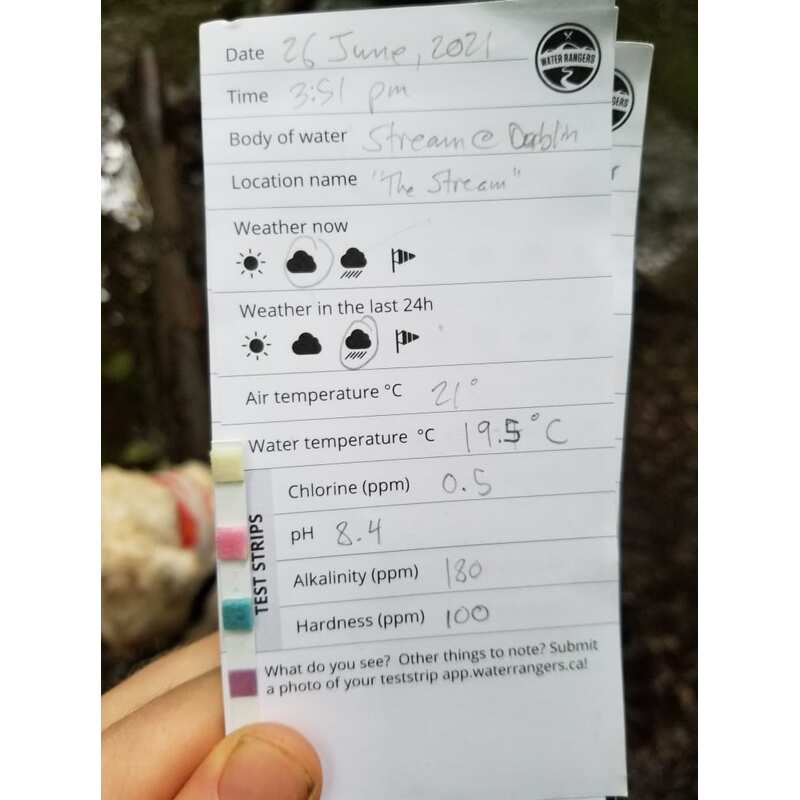 Date 26 June, 2021
WATER RANGERS
GERS
Time 3:51 pm
Body of water Stream @ Dablin
r
Location name "The Stream"
Weather now
Weather in the last 24h
Air temperature °C 21°
Water temperature °C 19.5°C
TEST STRIPS
Chlorine (ppm) 0.5
pH 8.4
Alkalinity (ppm) 180
Hardness (ppm) 100
What do you see? Other things to note? Submit
a photo of your teststrip app.waterrangers.ca!